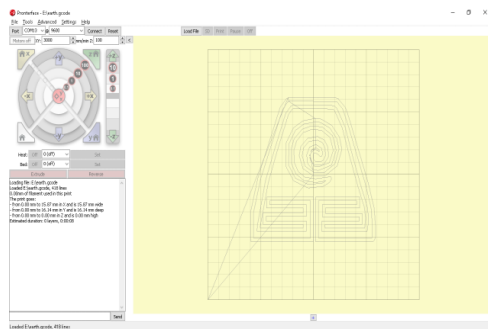 Pronterface - E:\earth.gcode
File Tools Advanced Settings Help
Port COM13 @ 9600 Connect Reset
Load File SD Print Pause Off
Motors off XY: 3000 mm/min Z: 100
Heat: Off 0 (off) Set
Bed: Off 0 (off) Set
Extrude Reverse
Loading file: E:\earth.gcode
Loaded E:\earth.gcode, 418 lines
0.00mm of filament used in this print
The print goes:
- from 0.00 mm to 15.87 mm in X and is 15.87 mm wide
- from 0.00 mm to 16.14 mm in Y and is 16.14 mm deep
- from 0.00 mm to 0.00 mm in Z and is 0.00 mm high
Estimated duration: 0 layers, 0:00:05
Send
Loaded E:\earth.gcode, 418 lines